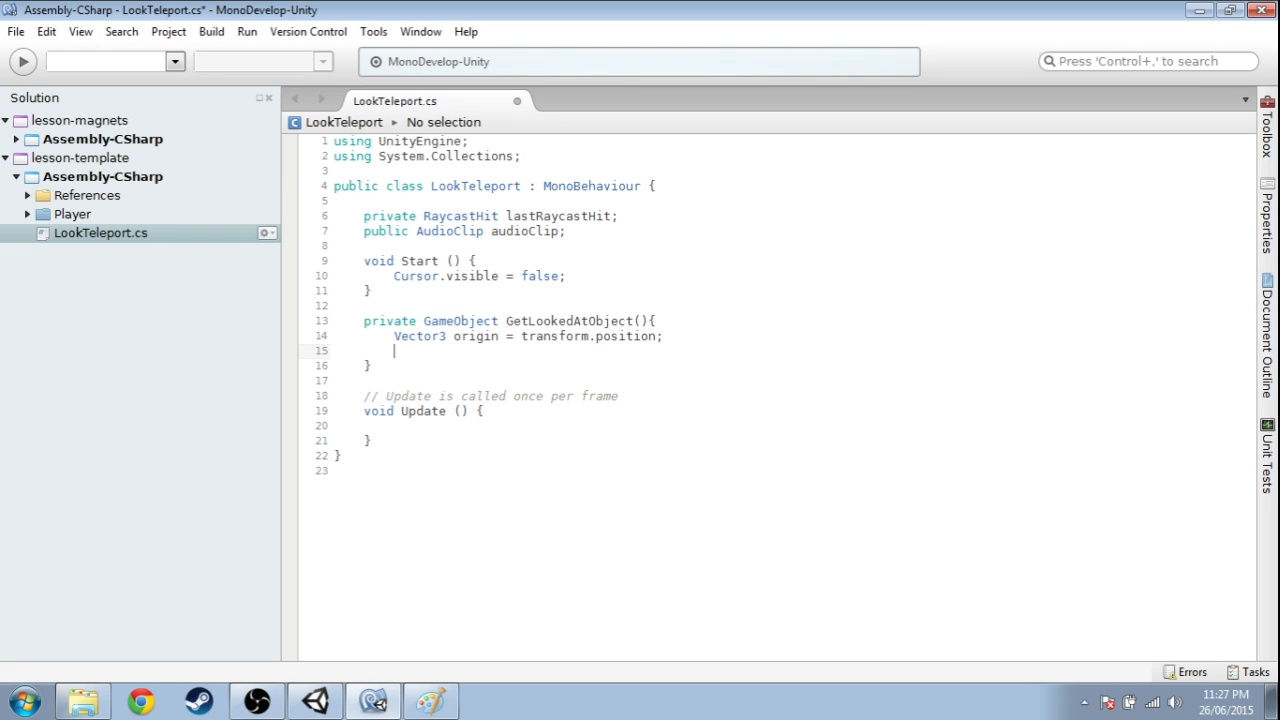 Assembly-CSharp - LookTeleport.cs* - MonoDevelop-Unity
File Edit View Search Project Build Run Version Control Tools Window Help
MonoDevelop-Unity
Press 'Control+,' to search
Solution
lesson-magnets
Assembly-CSharp
lesson-template
Assembly-CSharp
References
Player
LookTeleport.cs
LookTeleport.cs
LookTeleport ▸ No selection
1 using UnityEngine;
2 using System.Collections;
3
4 public class LookTeleport : MonoBehaviour {
5
6 private RaycastHit lastRaycastHit;
7 public AudioClip audioClip;
8
9 void Start () {
10 Cursor.visible = false;
11 }
12
13 private GameObject GetLookedAtObject(){
14 Vector3 origin = transform.position;
15
16 }
17
18 // Update is called once per frame
19 void Update () {
20
21 }
22 }
23
Toolbox
Properties
Document Outline
Unit Tests
Errors Tasks
11:27 PM
26/06/2015